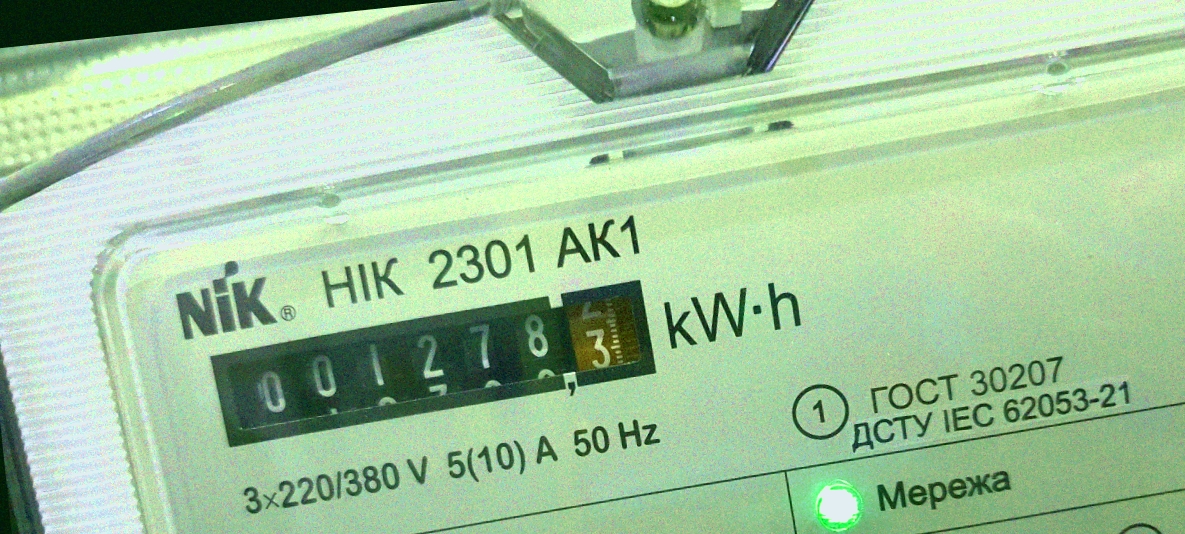 NiK® НІК 2301 АК1
001278,3 kW·h
3×220/380 V 5(10) A 50 Hz
1 ГОСТ 30207
ДСТУ IEC 62053-21
Мережа